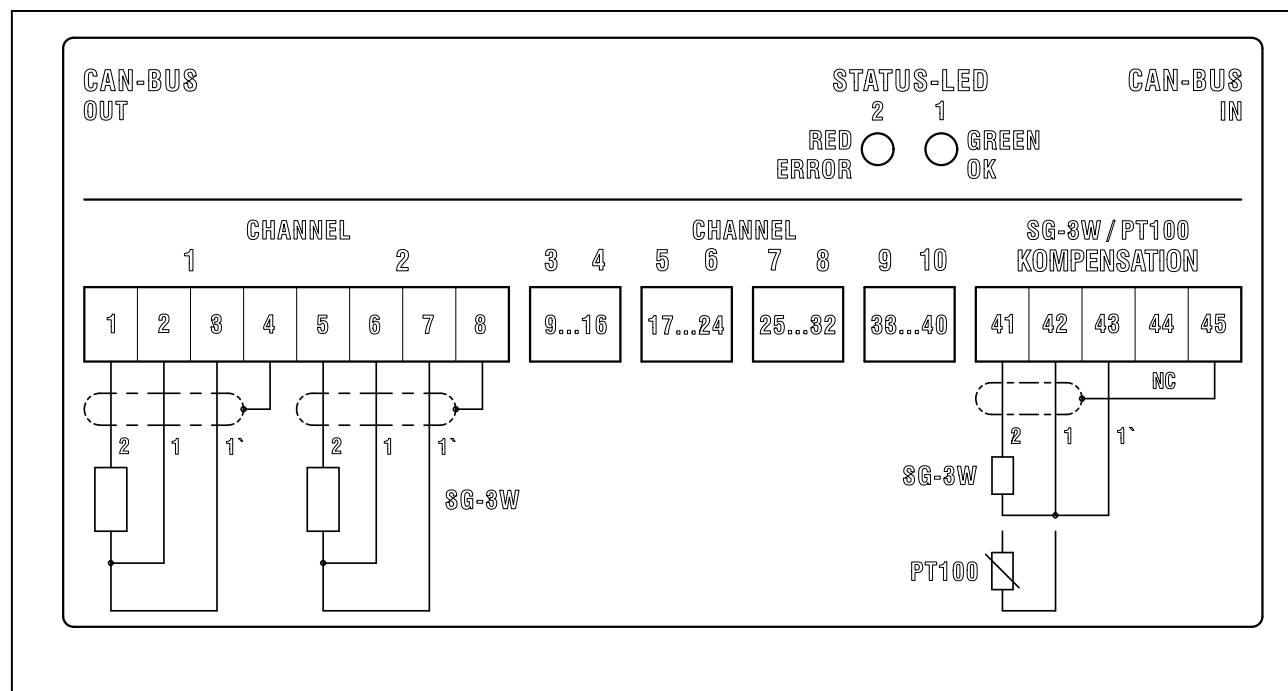 CAN-BUS STATUS-LED CAN-BUS
OUT 2 1 IN
RED GREEN
ERROR OK
CHANNEL CHANNEL SG-3W / PT100
1 2 3 4 5 6 7 8 9 10 KOMPENSATION
1 2 3 4 5 6 7 8 9...16 17...24 25...32 33...40 41 42 43 44 45
NC
2 1 1` 2 1 1` 2 1 1`
SG-3W SG-3W
PT100